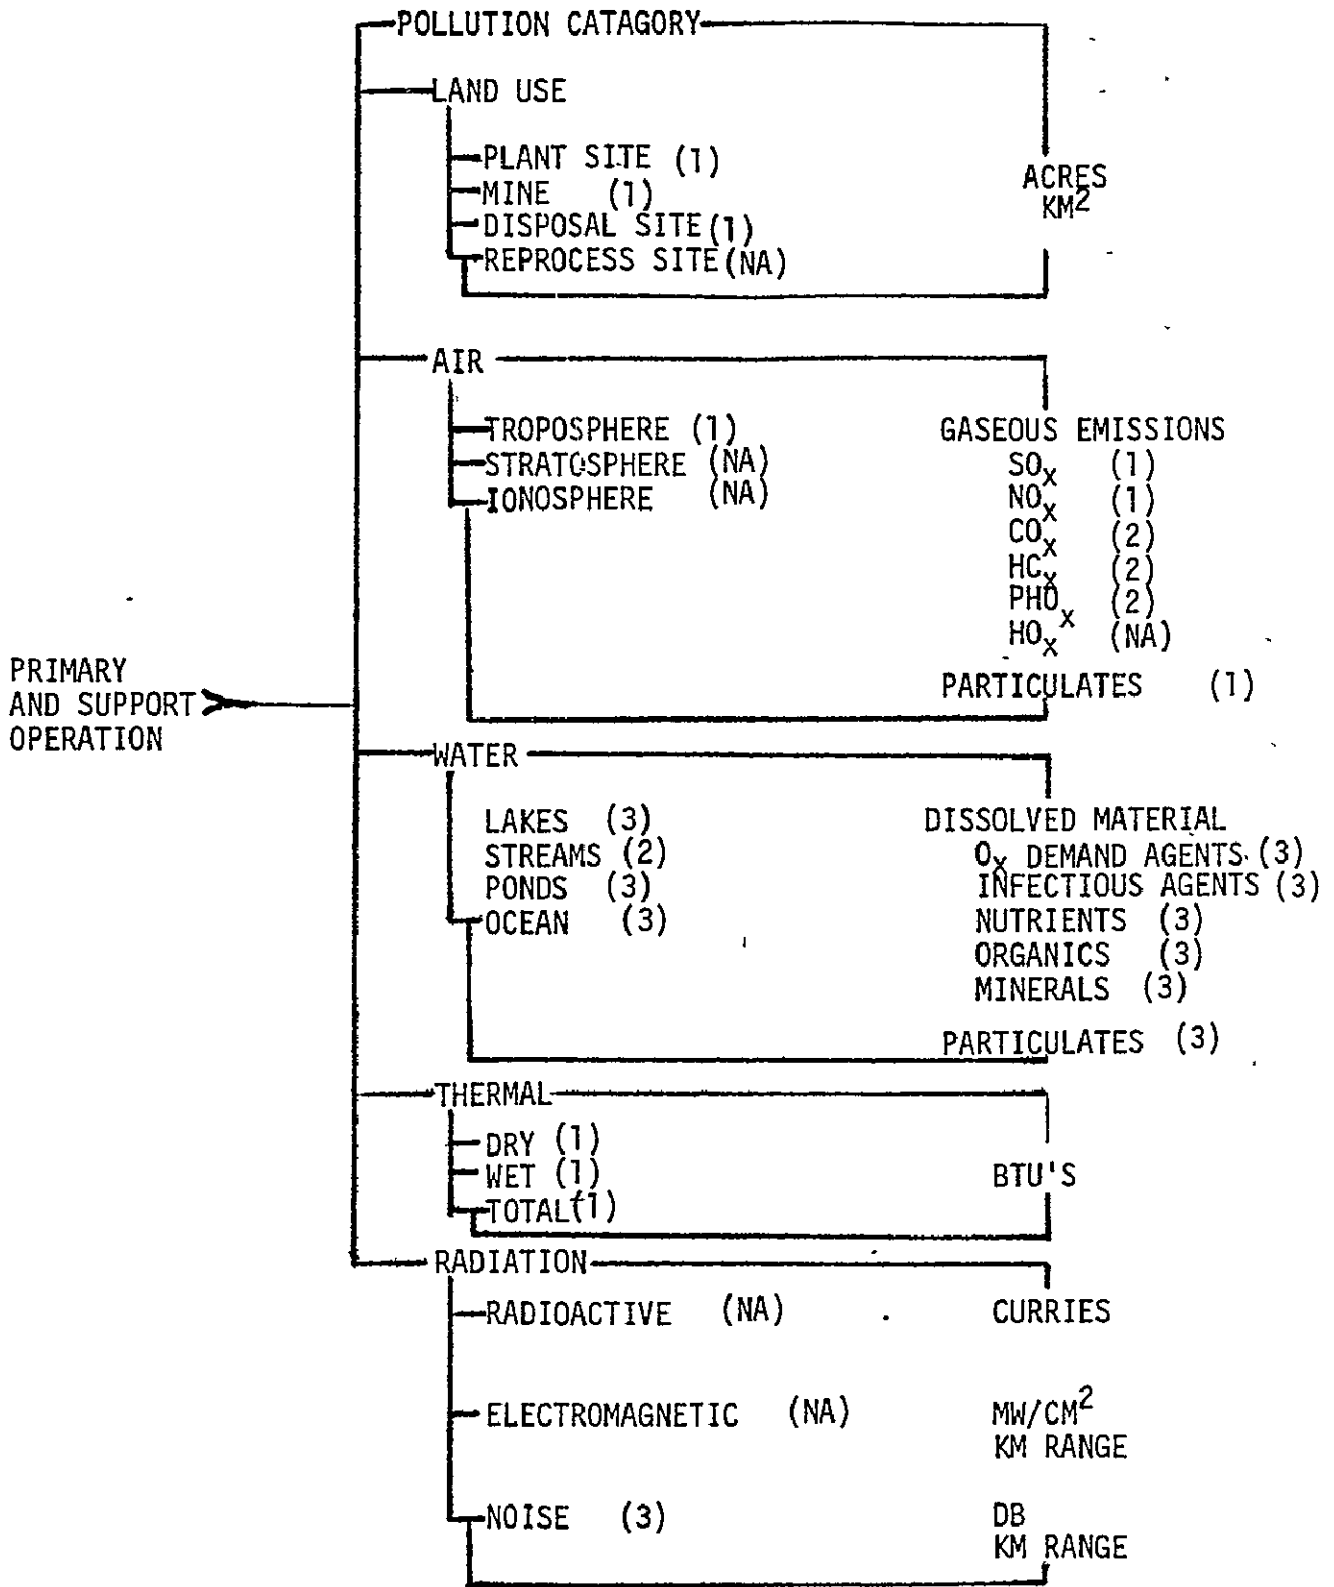 POLLUTION CATAGORY
LAND USE
PLANT SITE (1)
MINE (1)
DISPOSAL SITE (1)
REPROCESS SITE (NA)
ACRES
KM2
AIR
TROPOSPHERE (1)
STRATOSPHERE (NA)
IONOSPHERE (NA)
GASEOUS EMISSIONS
SOX (1)
NOX (1)
COX (2)
HCX (2)
PHOX (2)
HOX (NA)
PARTICULATES (1)
PRIMARY
AND SUPPORT
OPERATION
WATER
LAKES (3)
STREAMS (2)
PONDS (3)
OCEAN (3)
DISSOLVED MATERIAL
OX DEMAND AGENTS (3)
INFECTIOUS AGENTS (3)
NUTRIENTS (3)
ORGANICS (3)
MINERALS (3)
PARTICULATES (3)
THERMAL
DRY (1)
WET (1)
TOTAL (1)
BTU'S
RADIATION
RADIOACTIVE (NA)
CURRIES
ELECTROMAGNETIC (NA)
MW/CM2
KM RANGE
NOISE (3)
DB
KM RANGE